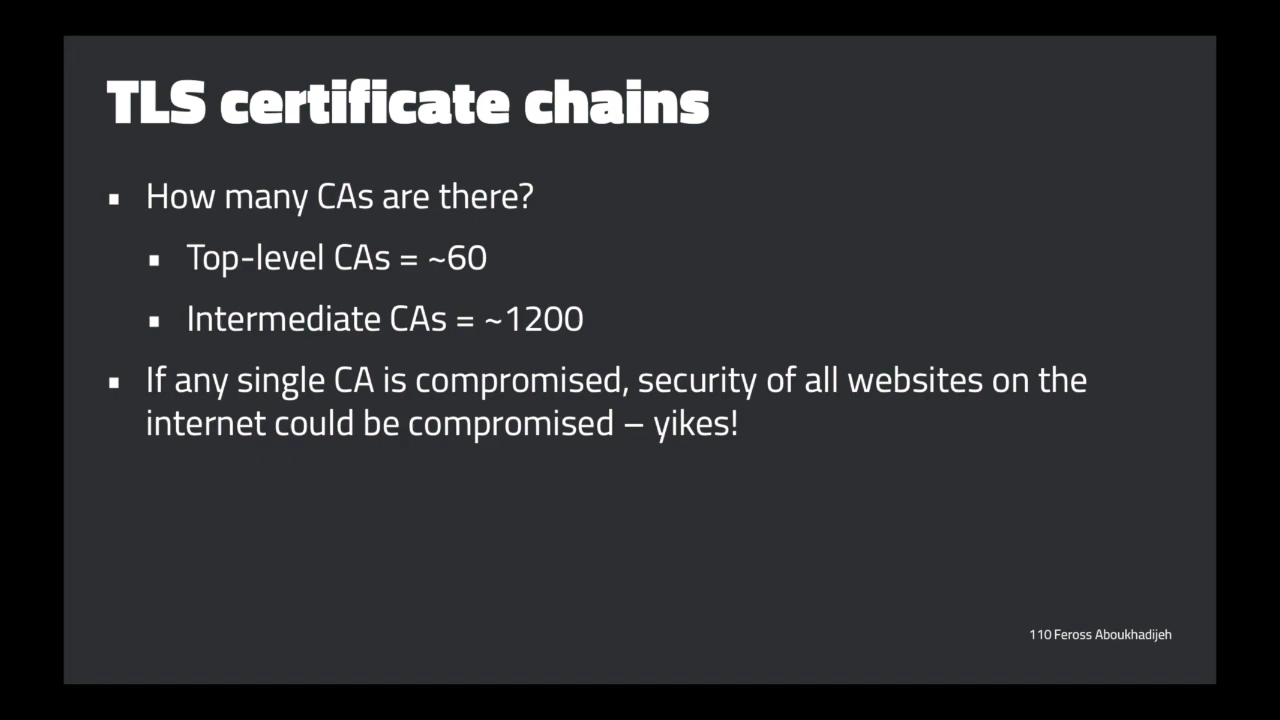 TLS certificate chains
▪ How many CAs are there?
▪ Top-level CAs = ~60
▪ Intermediate CAs = ~1200
▪ If any single CA is compromised, security of all websites on the
internet could be compromised – yikes!
110 Feross Aboukhadijeh